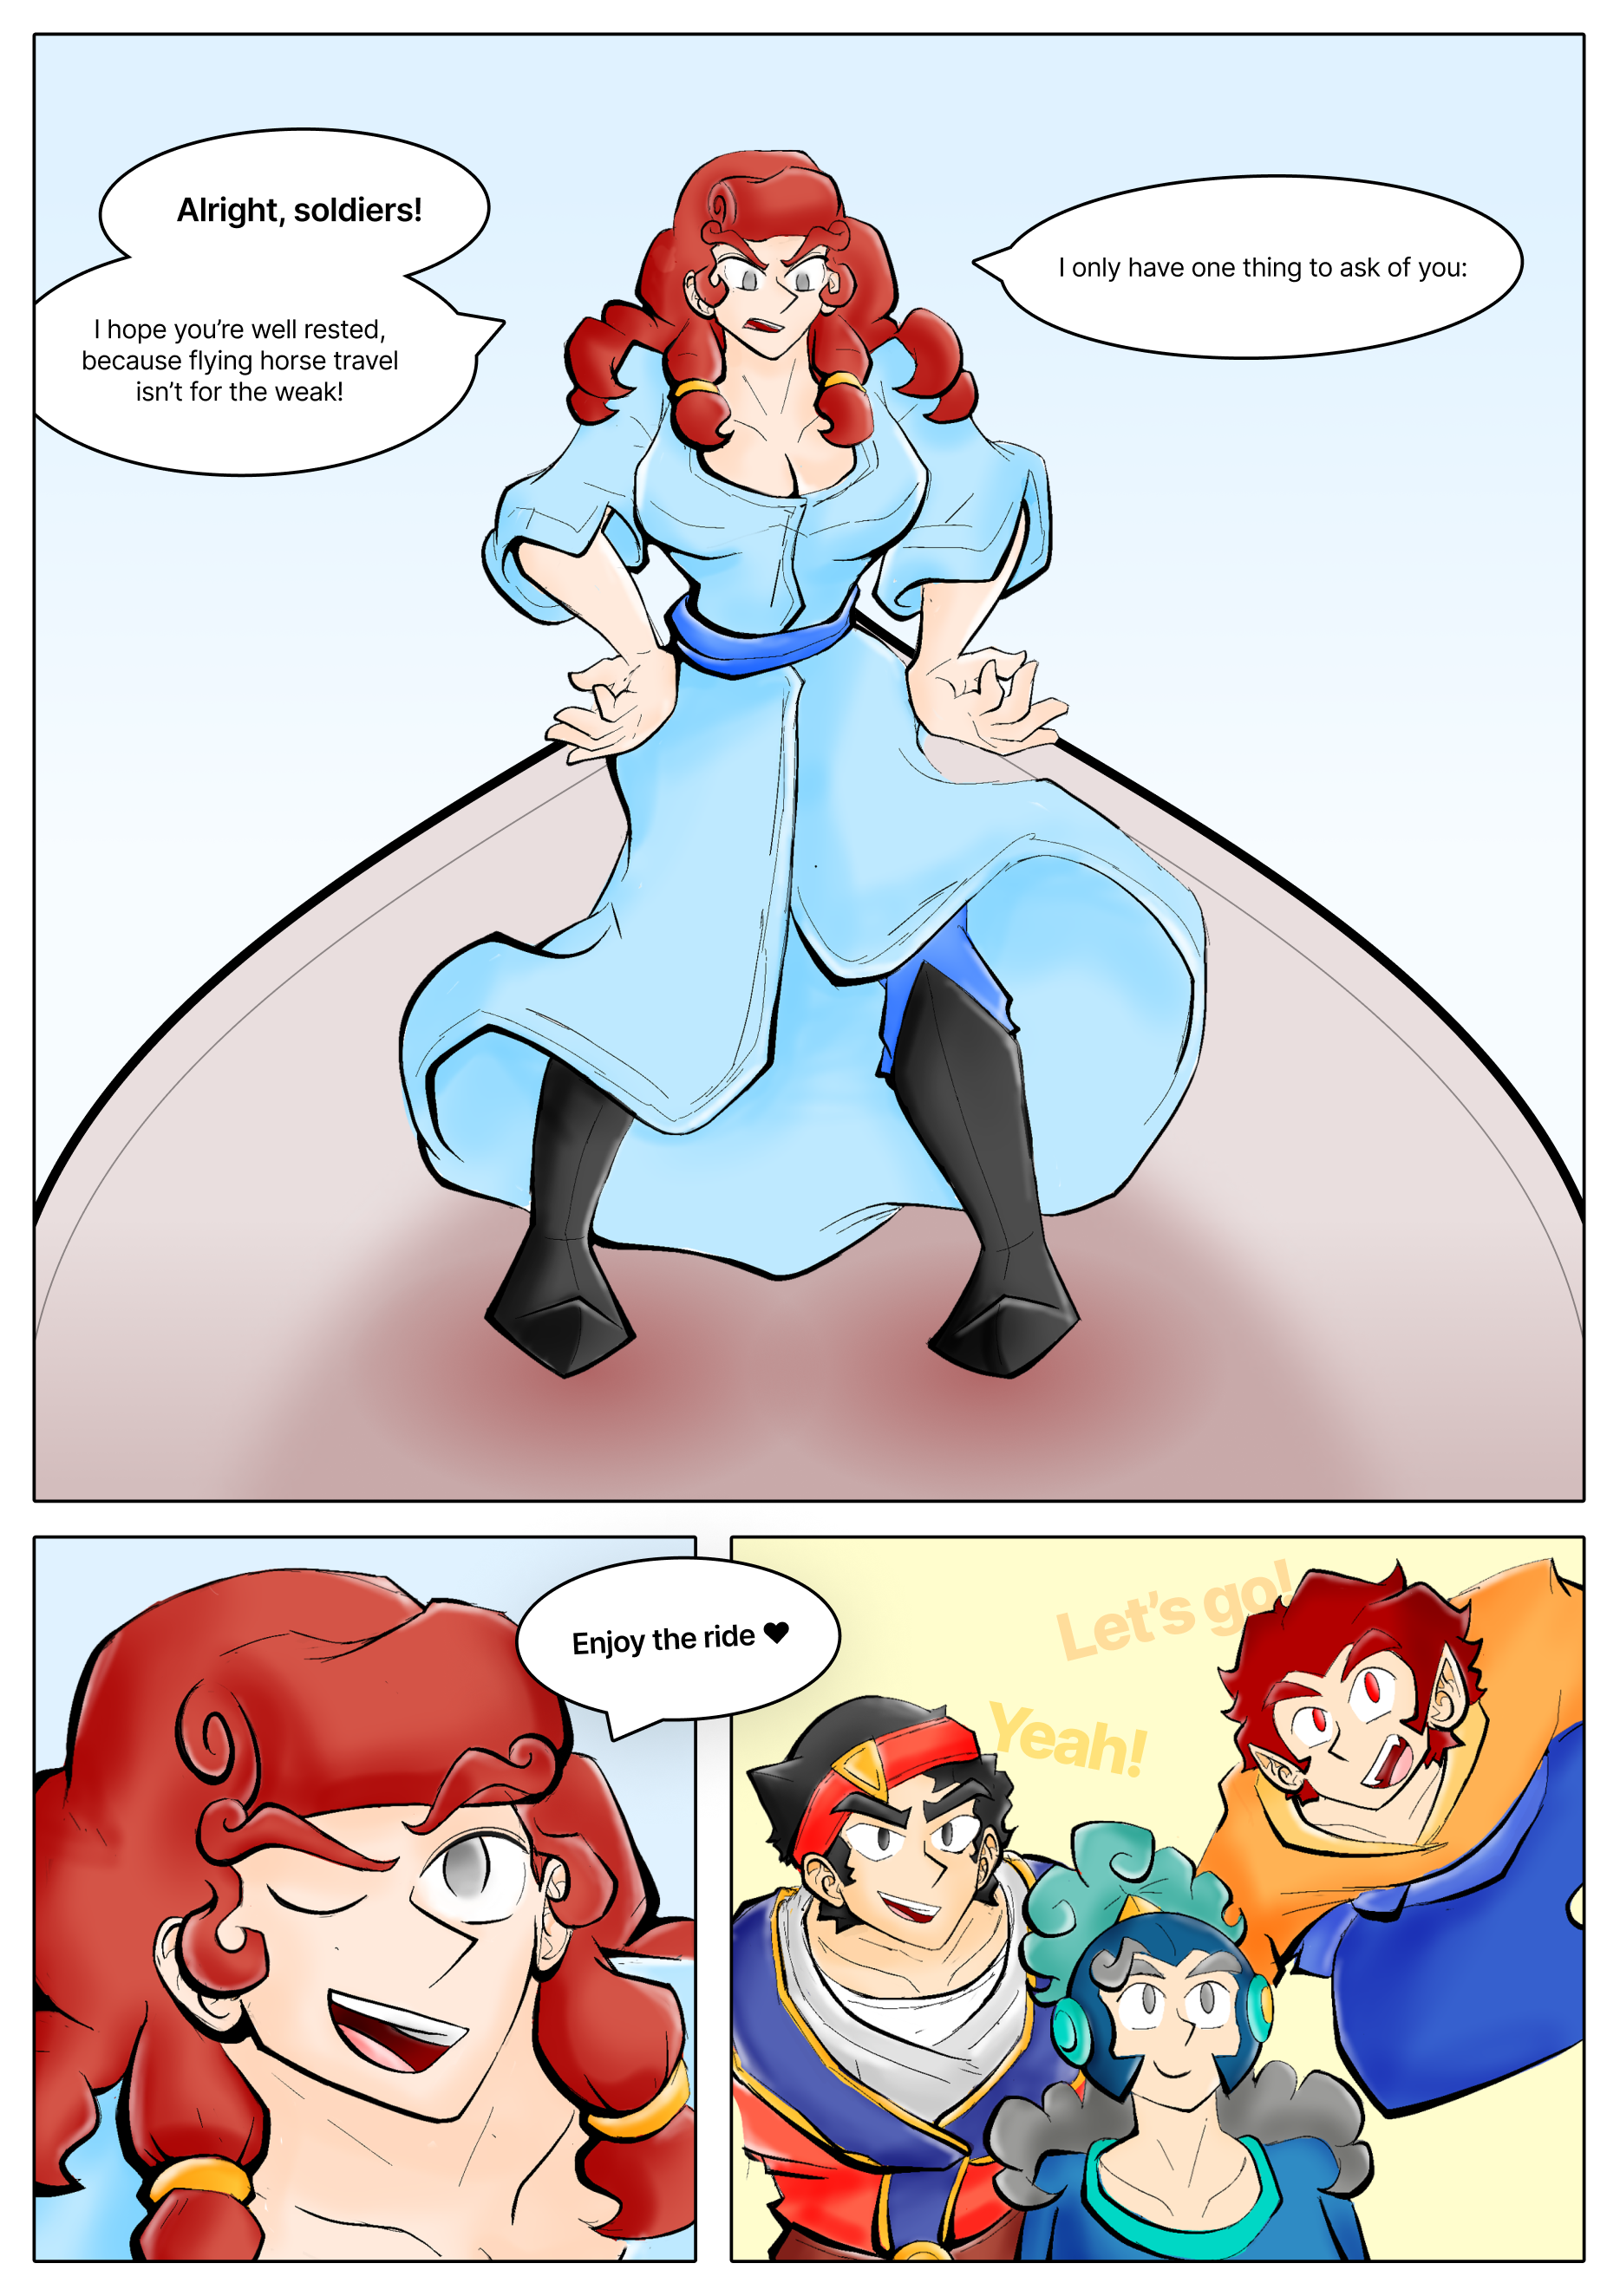 Alright, soldiers!
I hope you’re well rested,
because flying horse travel
isn’t for the weak!
I only have one thing to ask of you:
Enjoy the ride ♥
Let’s go!
Yeah!